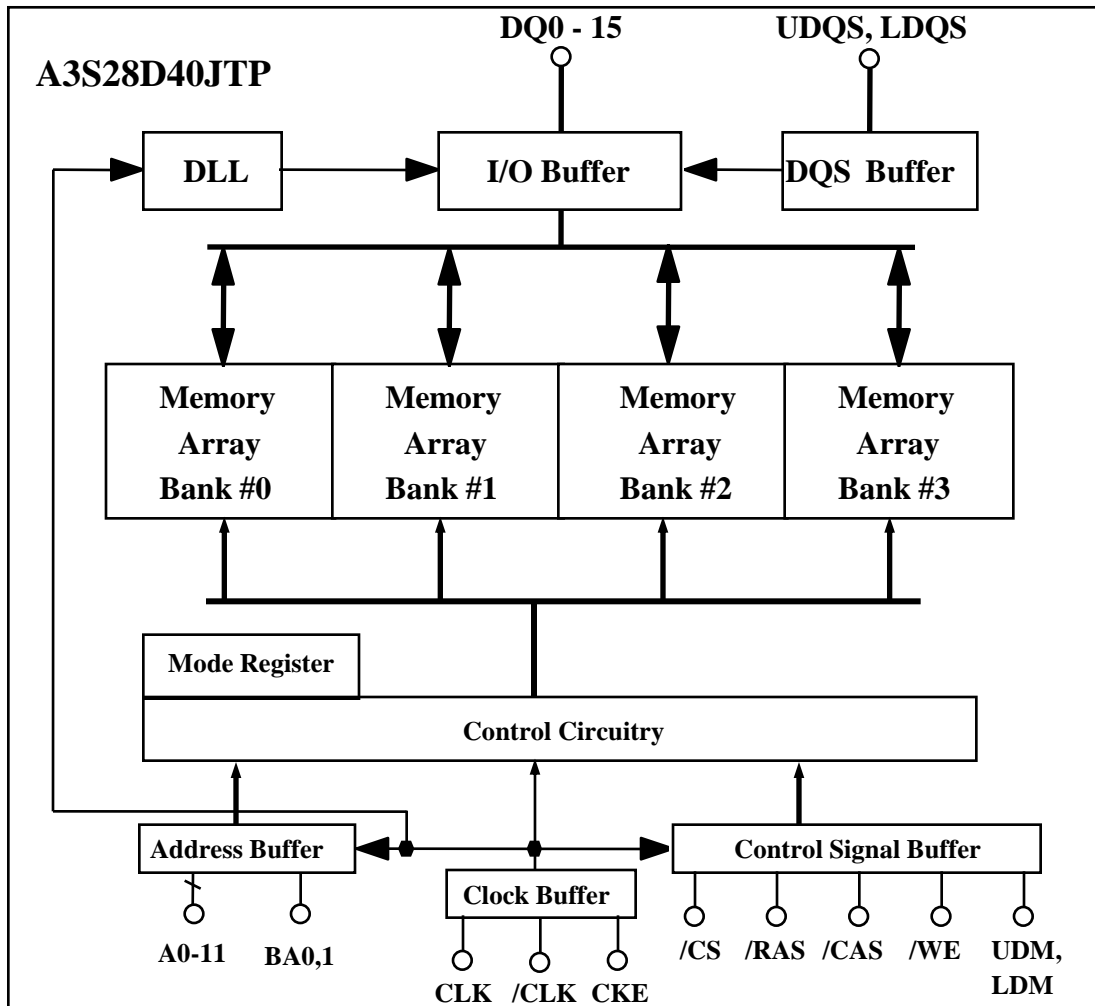 DQ0 - 15
UDQS, LDQS
A3S28D40JTP
DLL
I/O Buffer
DQS Buffer
Memory
Array
Bank #0
Memory
Array
Bank #1
Memory
Array
Bank #2
Memory
Array
Bank #3
Mode Register
Control Circuitry
Address Buffer
Control Signal Buffer
Clock Buffer
A0-11
BA0,1
CLK
/CLK
CKE
/CS
/RAS
/CAS
/WE
UDM,
LDM